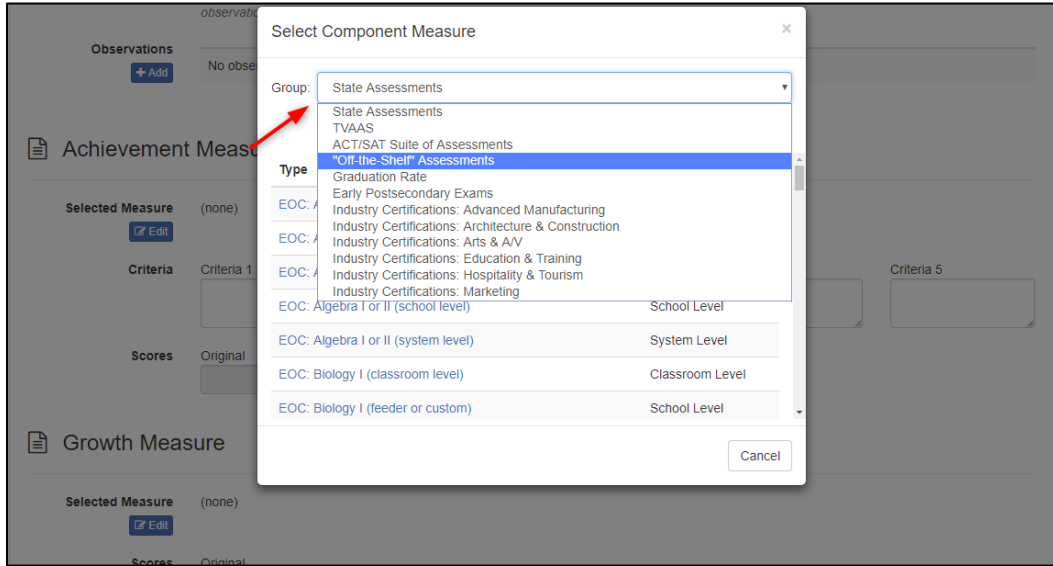 observatio
Select Component Measure ×
Observations
+ Add
No obse
Group: State Assessments
State Assessments
TVAAS
ACT/SAT Suite of Assessments
"Off-the-Shelf" Assessments
Graduation Rate
Early Postsecondary Exams
Industry Certifications: Advanced Manufacturing
Industry Certifications: Architecture & Construction
Industry Certifications: Arts & A/V
Industry Certifications: Education & Training
Industry Certifications: Hospitality & Tourism
Industry Certifications: Marketing
Achievement Measu
Type
Selected Measure (none)
Edit
EOC: A
EOC: A
EOC: A
Criteria Criteria 1 Criteria 5
EOC: Algebra I or II (school level) School Level
EOC: Algebra I or II (system level) System Level
Scores Original
EOC: Biology I (classroom level) Classroom Level
EOC: Biology I (feeder or custom) School Level
Growth Measure
Cancel
Selected Measure (none)
Edit
Scores Original